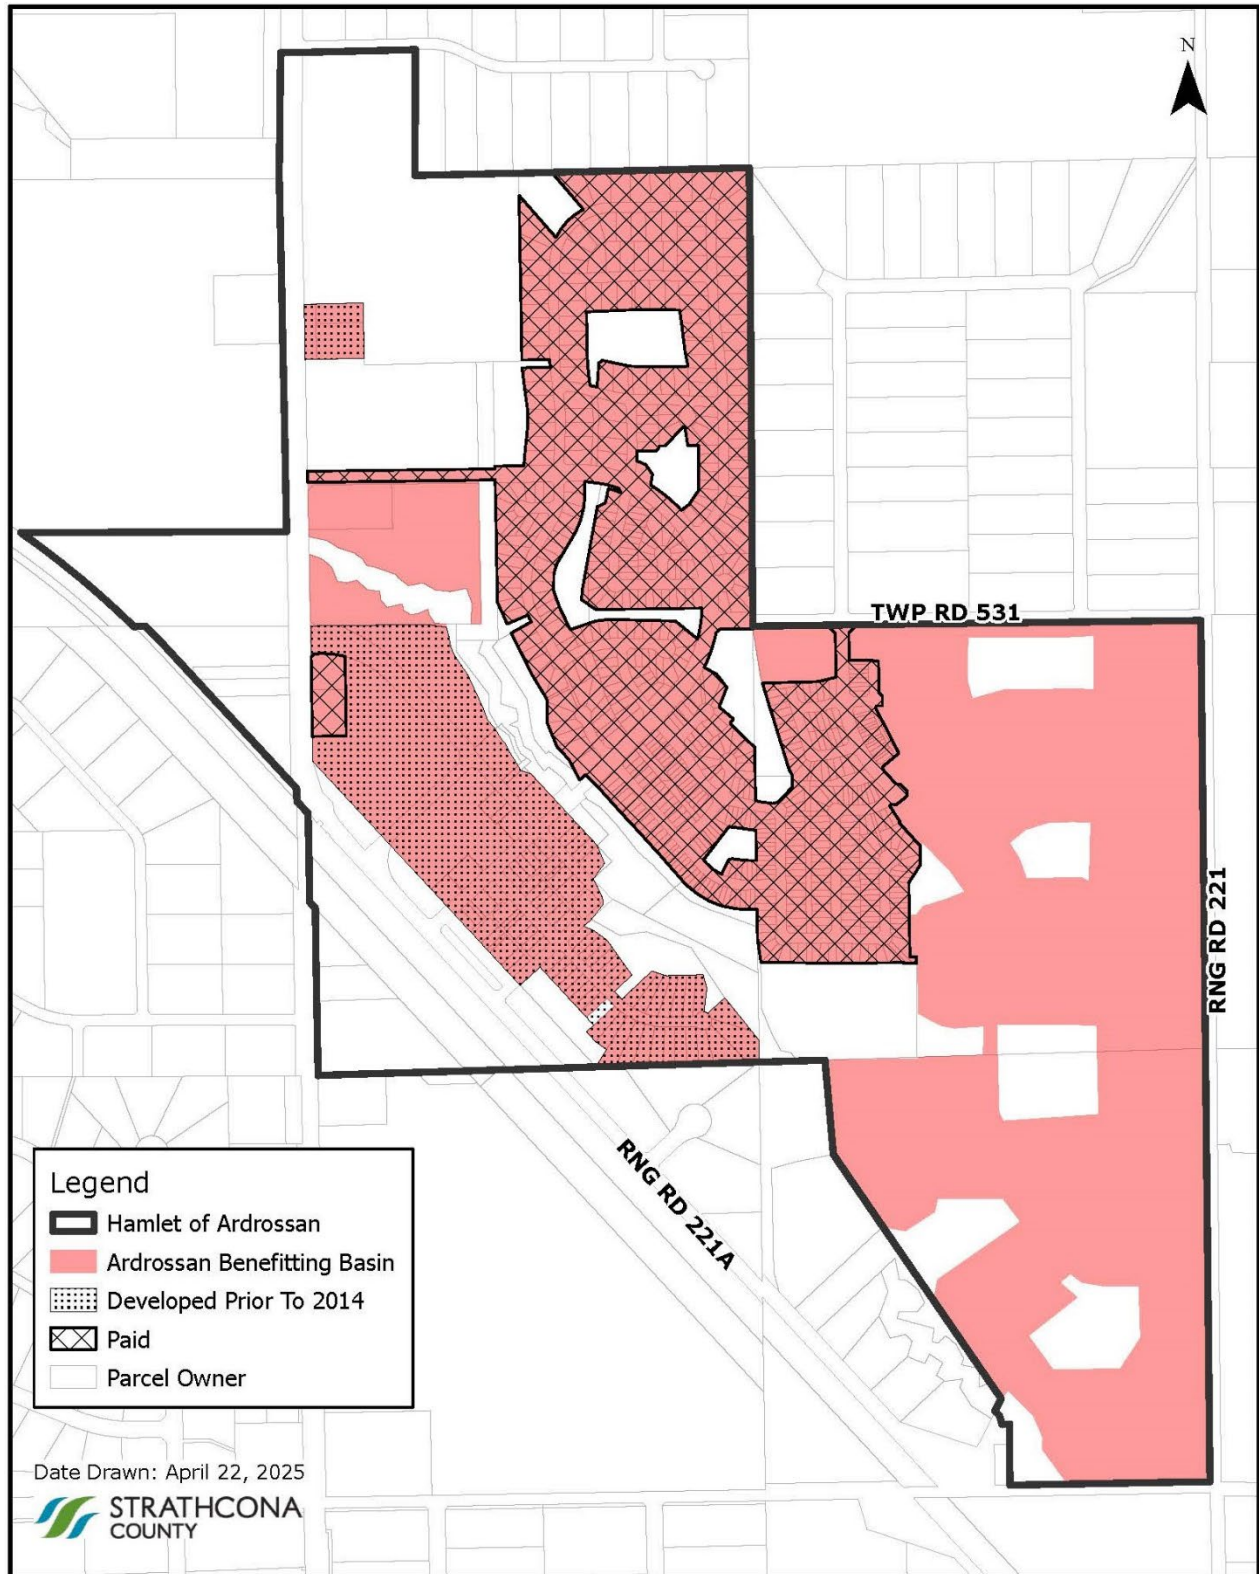 N
TWP RD 531
RNG RD 221
RNG RD 221A
Legend
Hamlet of Ardrossan
Ardrossan Benefitting Basin
Developed Prior To 2014
Paid
Parcel Owner
Date Drawn: April 22, 2025
STRATHCONA
COUNTY